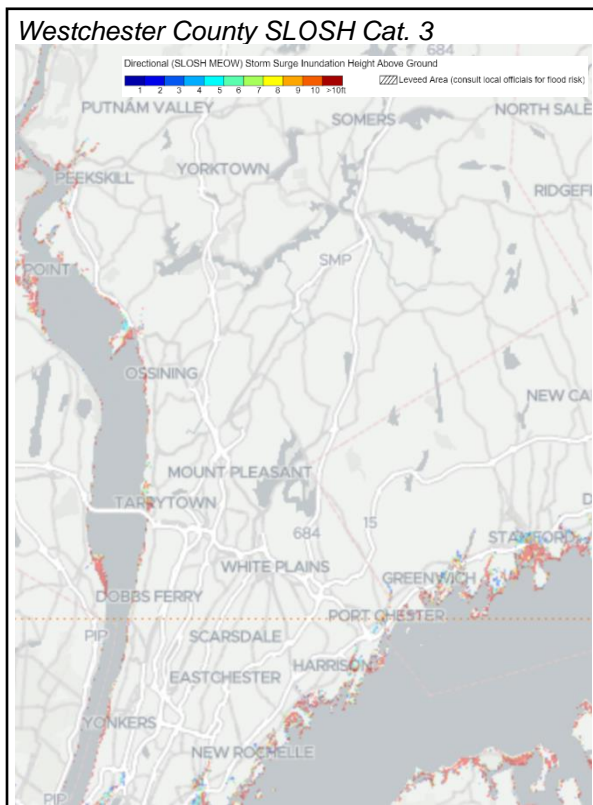 Westchester County SLOSH Cat. 3
684
Directional (SLOSH MEOW) Storm Surge Inundation Height Above Ground
1 2 3 4 5 6 7 8 9 10 >10ft
Leveed Area (consult local officials for flood risk)
PUTNAM VALLEY
SOMERS
NORTH SALE
YORKTOWN
PEEKSKILL
RIDGEFI
SMP
POINT
OSSINING
NEW CA
MOUNT PLEASANT
TARRYTOWN
684
15
D
STAMFORD
WHITE PLAINS
GREENWICH
DOBBS FERRY
PORT CHESTER
PIP
SCARSDALE
HARRISON
EASTCHESTER
YONKERS
NEW ROCHELLE
PIP